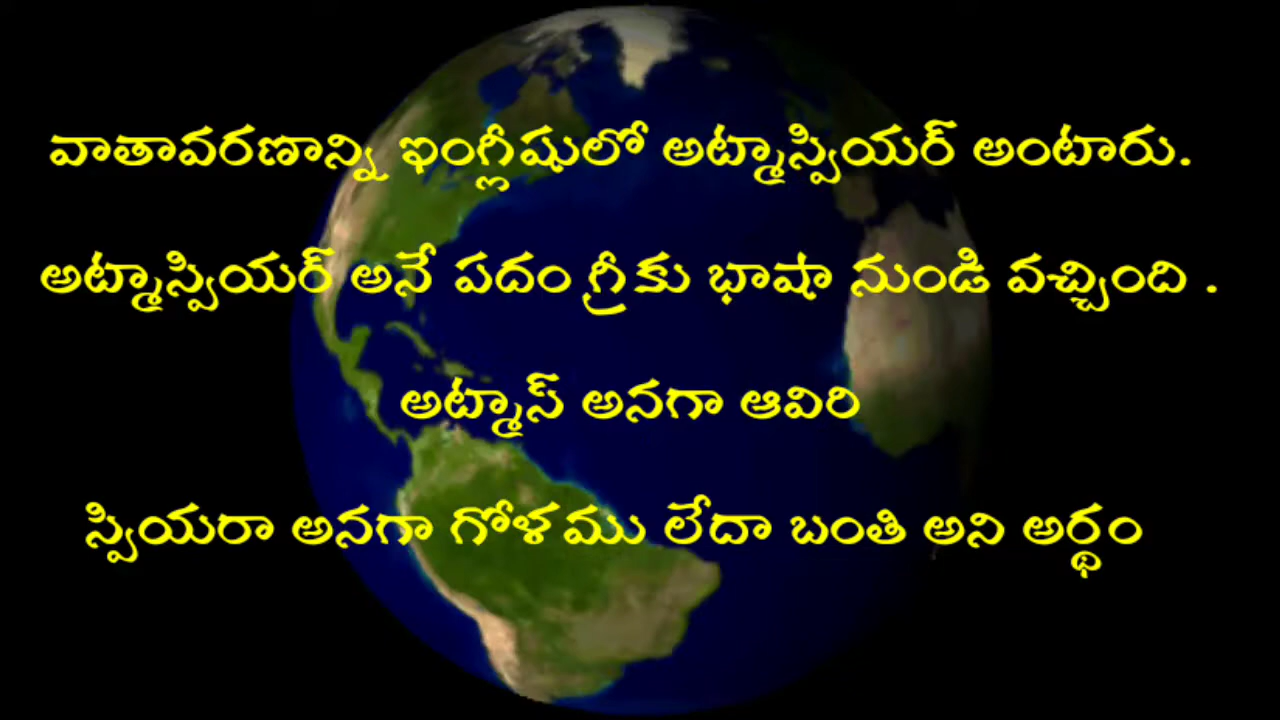 వాతావరణాన్ని ఇంగ్లీషులో అట్మాస్పియర్ అంటారు.
అట్మాస్పియర్ అనే పదం గ్రీకు భాషా నుండి వచ్చింది .
అట్మాస్ అనగా ఆవిరి
స్పియరా అనగా గోళము లేదా బంతి అని అర్థం